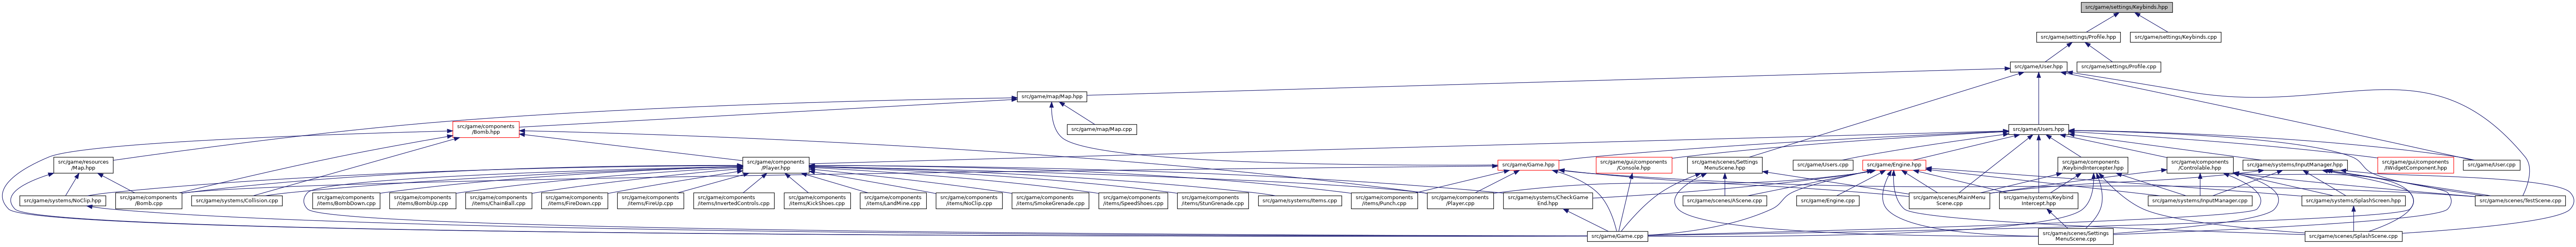 src/game/settings/Keybinds.hpp
src/game/settings/Profile.hpp
src/game/settings/Keybinds.cpp
src/game/User.hpp
src/game/settings/Profile.cpp
src/game/map/Map.hpp
src/game/components
/Bomb.hpp
src/game/map/Map.cpp
src/game/Users.hpp
src/game/resources
/Map.hpp
src/game/components
/Player.hpp
src/game/Game.hpp
src/game/gui/components
/Console.hpp
src/game/scenes/Settings
MenuScene.hpp
src/game/Users.cpp
src/game/Engine.hpp
src/game/components
/KeybindIntercepter.hpp
src/game/components
/Controlable.hpp
src/game/systems/InputManager.hpp
src/game/gui/components
/IWidgetComponent.hpp
src/game/User.cpp
src/game/systems/NoClip.hpp
src/game/components
/Bomb.cpp
src/game/systems/Collision.cpp
src/game/components
/items/BombDown.cpp
src/game/components
/items/BombUp.cpp
src/game/components
/items/ChainBall.cpp
src/game/components
/items/FireDown.cpp
src/game/components
/items/FireUp.cpp
src/game/components
/items/InvertedControls.cpp
src/game/components
/items/KickShoes.cpp
src/game/components
/items/LandMine.cpp
src/game/components
/items/NoClip.cpp
src/game/components
/items/SmokeGrenade.cpp
src/game/components
/items/SpeedShoes.cpp
src/game/components
/items/StunGrenade.cpp
src/game/systems/Items.cpp
src/game/components
/items/Punch.cpp
src/game/components
/Player.cpp
src/game/systems/CheckGame
End.hpp
src/game/scenes/AScene.cpp
src/game/Engine.cpp
src/game/scenes/MainMenu
Scene.cpp
src/game/systems/Keybind
Intercept.hpp
src/game/systems/InputManager.cpp
src/game/systems/SplashScreen.hpp
src/game/scenes/TestScene.cpp
src/game/Game.cpp
src/game/scenes/Settings
MenuScene.cpp
src/game/scenes/SplashScene.cpp